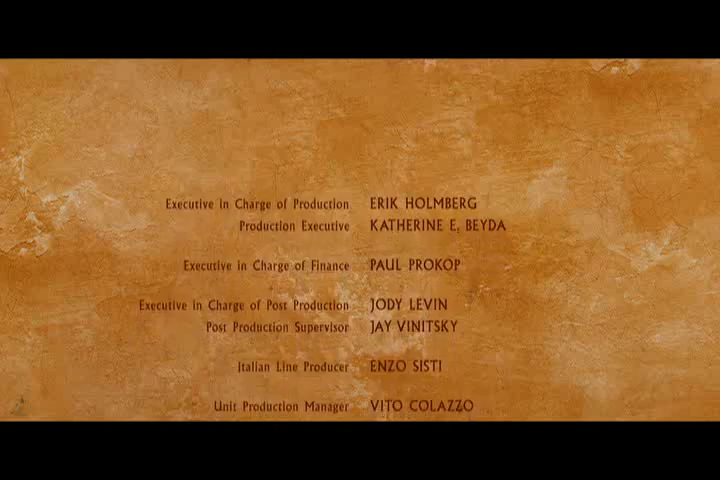 Executive in Charge of Production ERIK HOLMBERG
Production Executive KATHERINE E. BEYDA
Executive in Charge of Finance PAUL PROKOP
Executive in Charge of Post Production JODY LEVIN
Post Production Supervisor JAY VINITSKY
Italian Line Producer ENZO SISTI
Unit Production Manager VITO COLAZZO